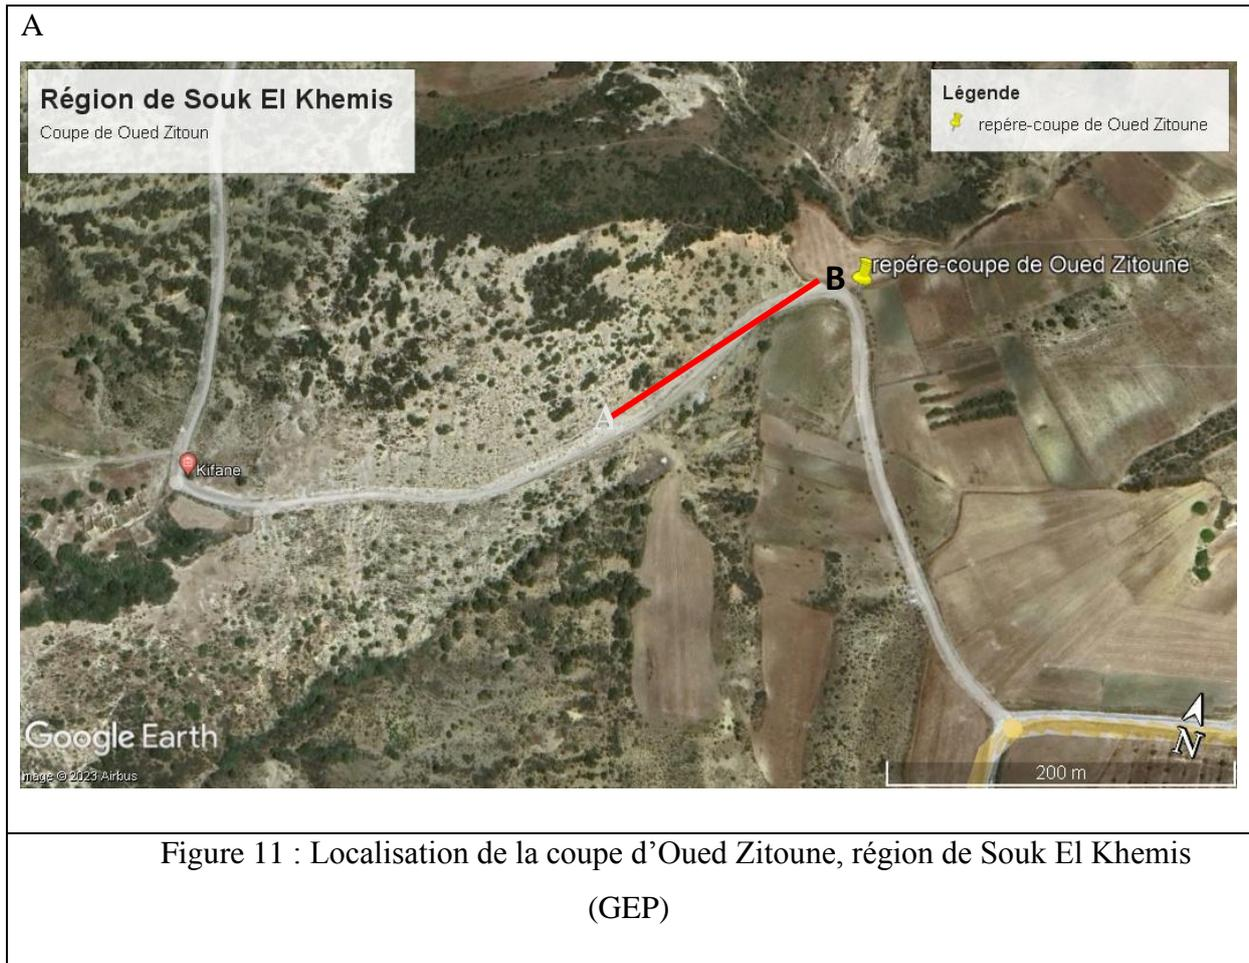 A
Région de Souk El Khemis
Coupe de Oued Zitoun
Légende
repére-coupe de Oued Zitoune
B
repére-coupe de Oued Zitoune
A
Kifane
Google Earth
mage © 2023 Airbus
N
200 m
Figure 11 : Localisation de la coupe d’Oued Zitoune, région de Souk El Khemis
(GEP)